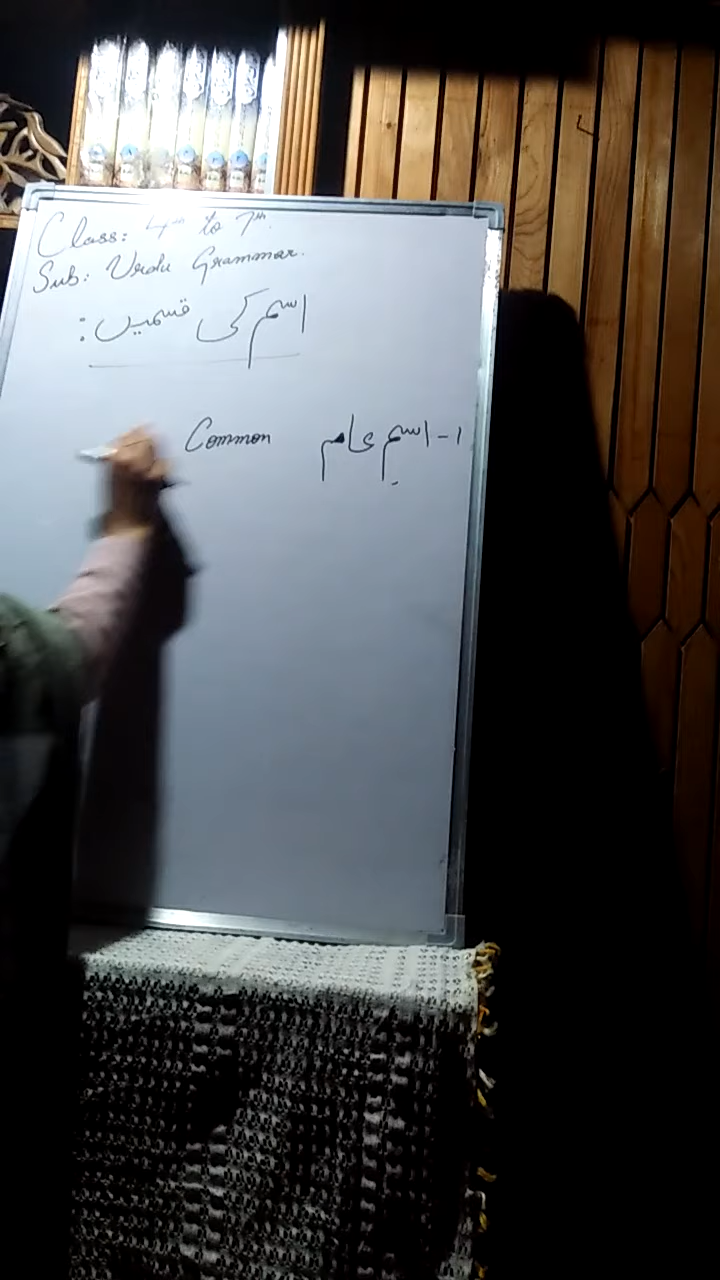 Class: 4th to 7th.
Sub: Urdu Grammar.
اسم کی قسمیں :
۱- اسمِ عام Common